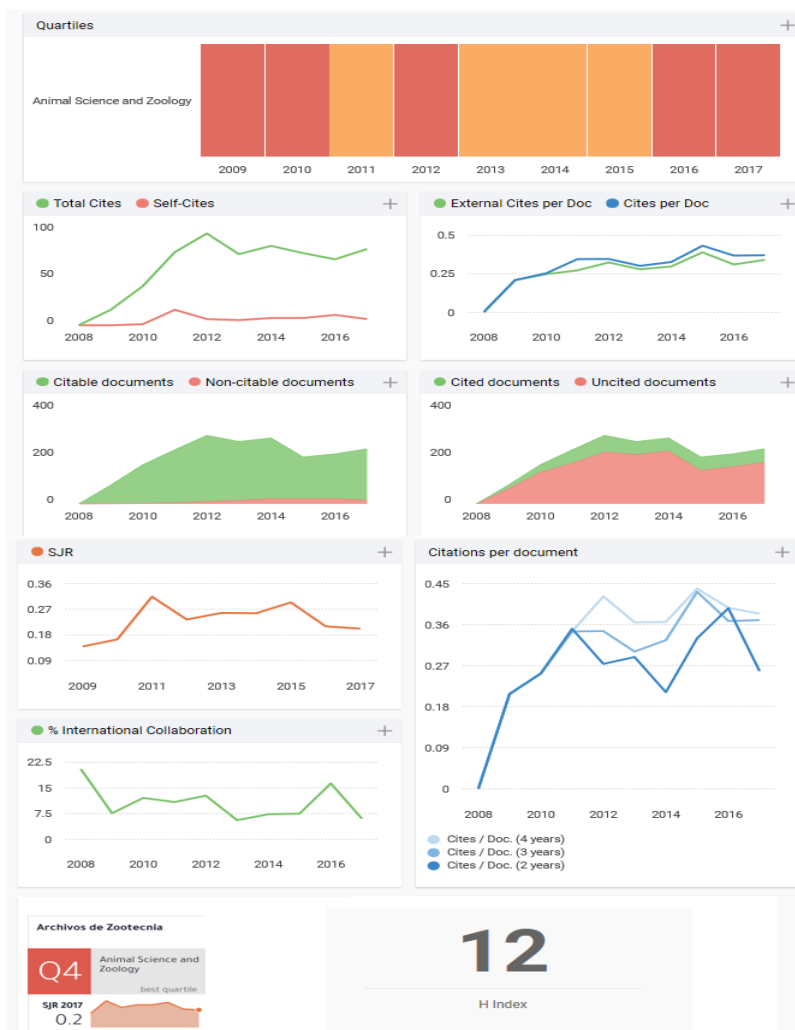 Quartiles
Animal Science and Zoology
2009 2010 2011 2012 2013 2014 2015 2016 2017
Total Cites Self-Cites
100
50
0
2008 2010 2012 2014 2016
External Cites per Doc Cites per Doc
0.5
0.25
0
2008 2010 2012 2014 2016
Citable documents Non-citable documents
400
200
0
2008 2010 2012 2014 2016
Cited documents Uncited documents
400
200
0
2008 2010 2012 2014 2016
SJR
0.36
0.27
0.18
0.09
2009 2011 2013 2015 2017
Citations per document
0.45
0.36
0.27
0.18
0.09
0
2008 2010 2012 2014 2016
Cites / Doc. (4 years)
Cites / Doc. (3 years)
Cites / Doc. (2 years)
% International Collaboration
22.5
15
7.5
0
2008 2010 2012 2014 2016
Archivos de Zootecnia
Q4
Animal Science and
Zoology
best quartile
SJR 2017
0.2
12
H Index